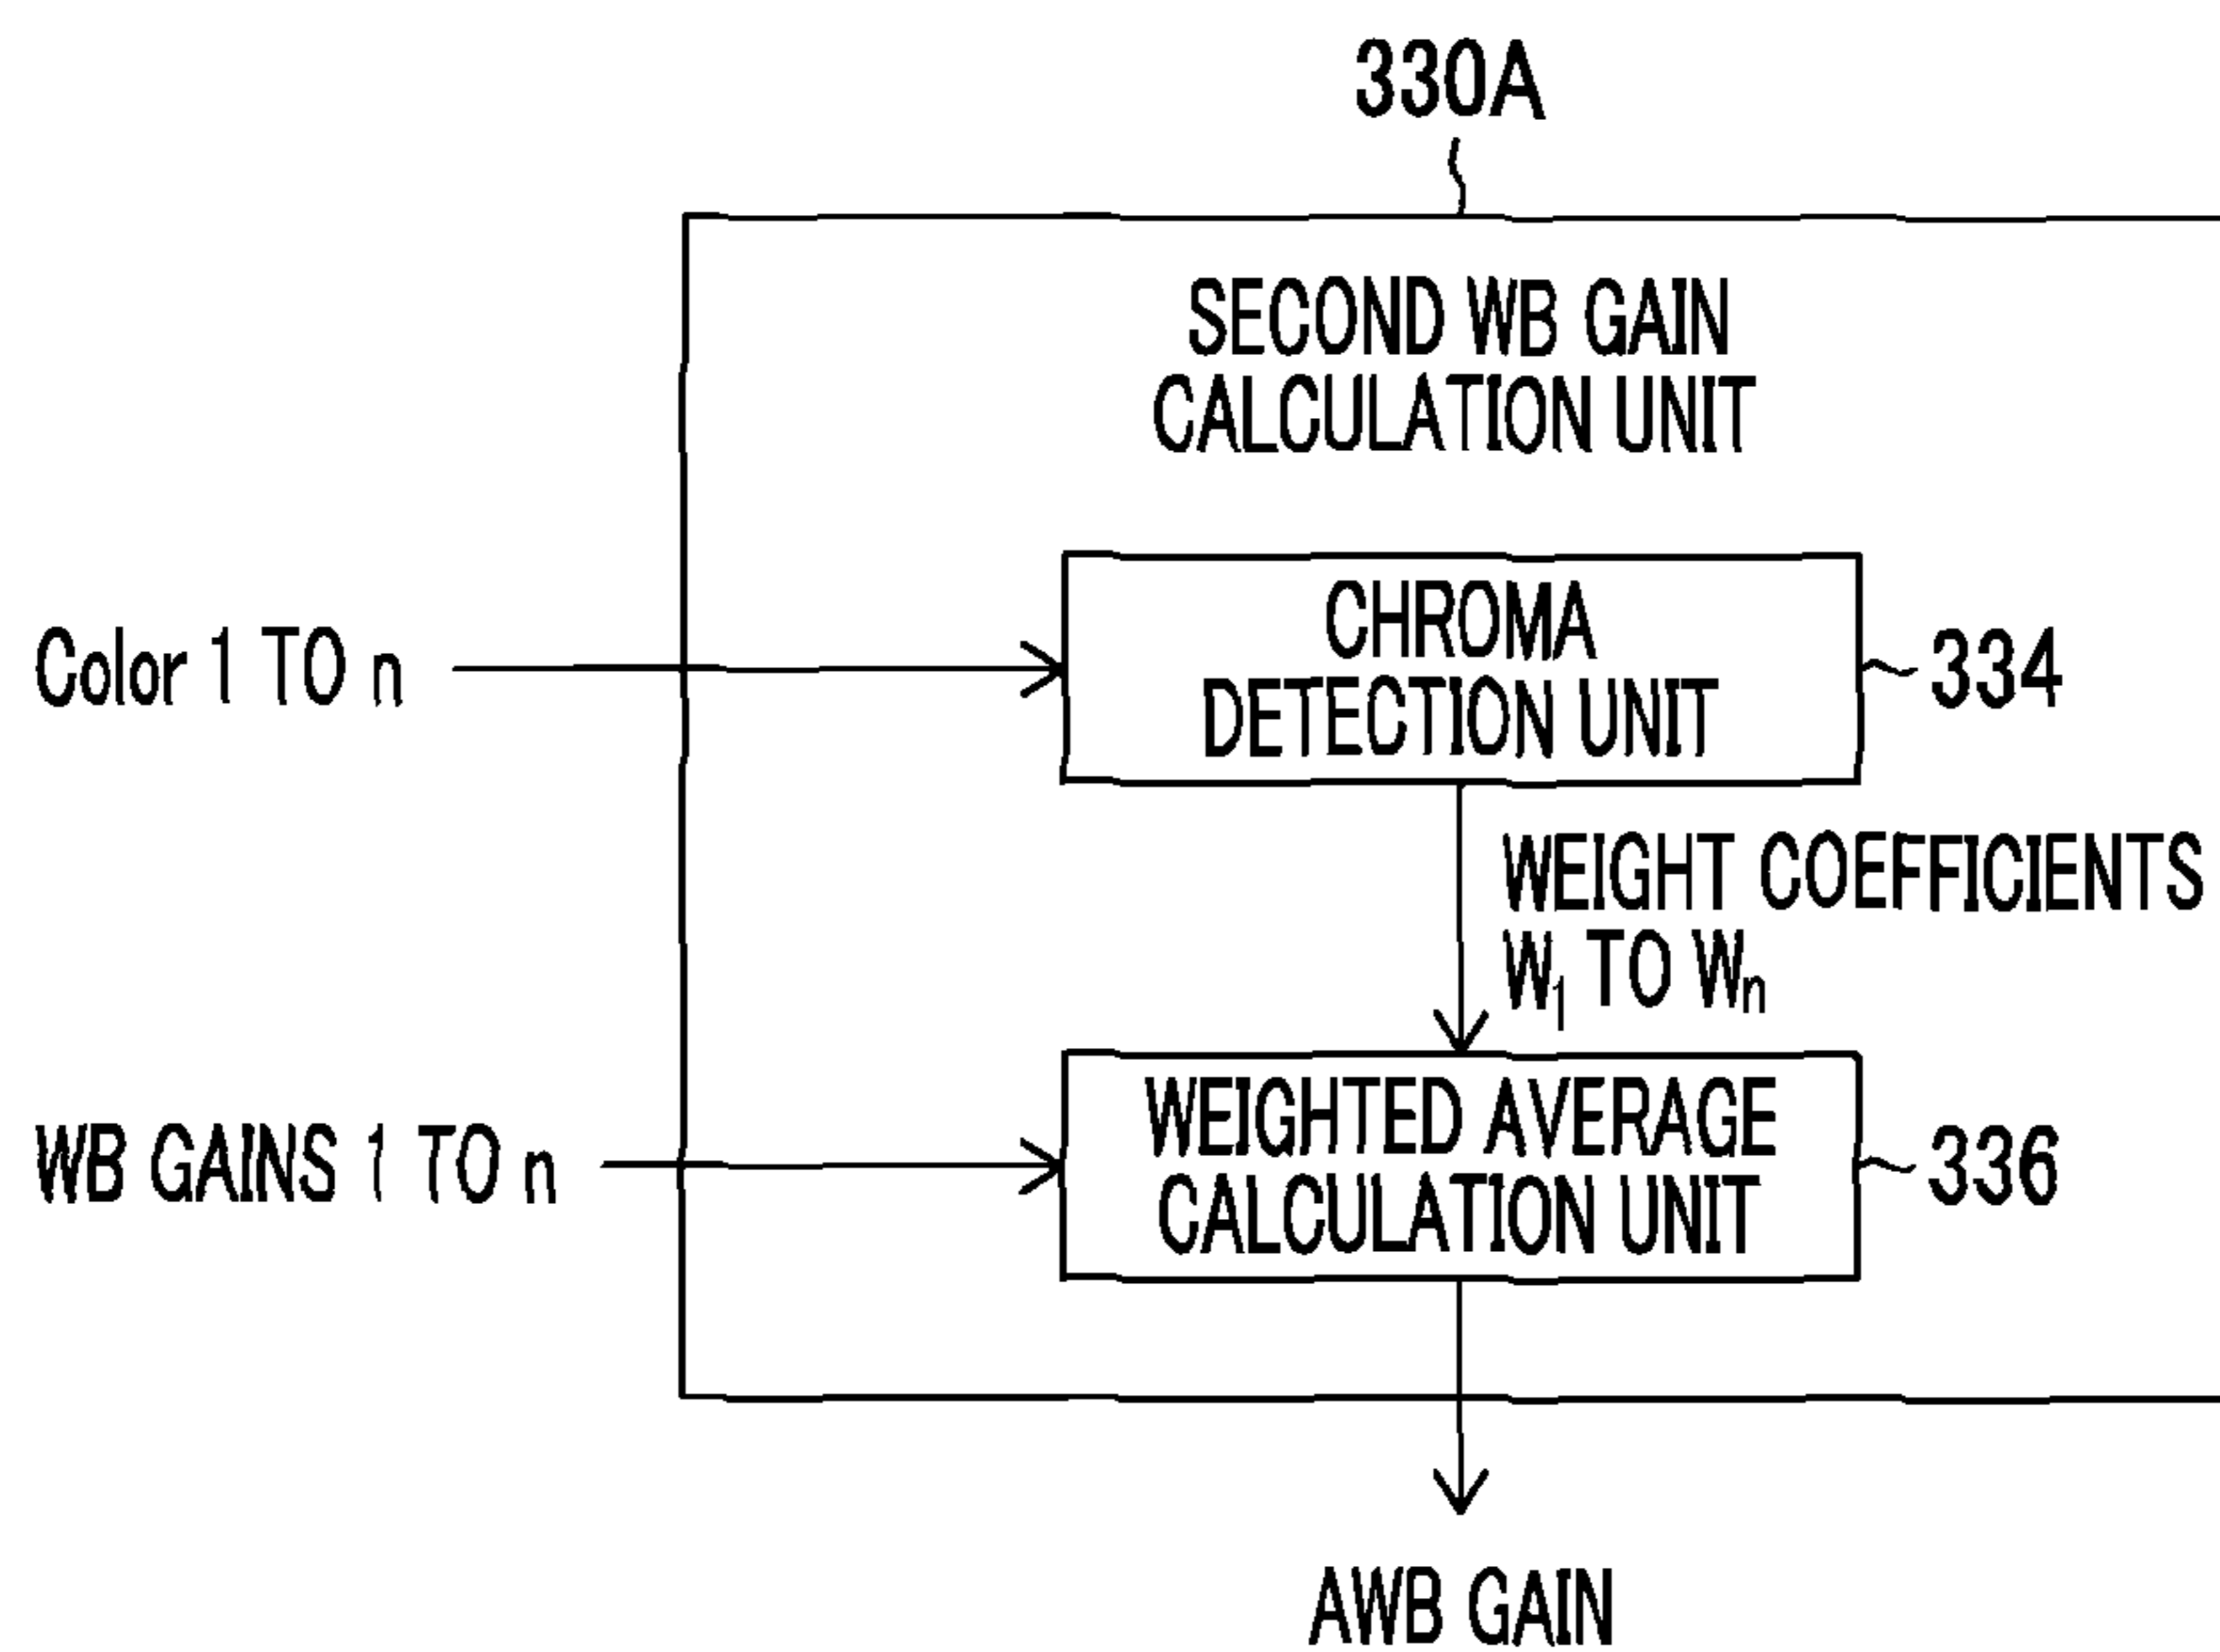 330A
SECOND WB GAIN
CALCULATION UNIT
Color 1 TO n
CHROMA
DETECTION UNIT
334
WEIGHT COEFFICIENTS
W1 TO Wn
WB GAINS 1 TO n
WEIGHTED AVERAGE
CALCULATION UNIT
336
AWB GAIN